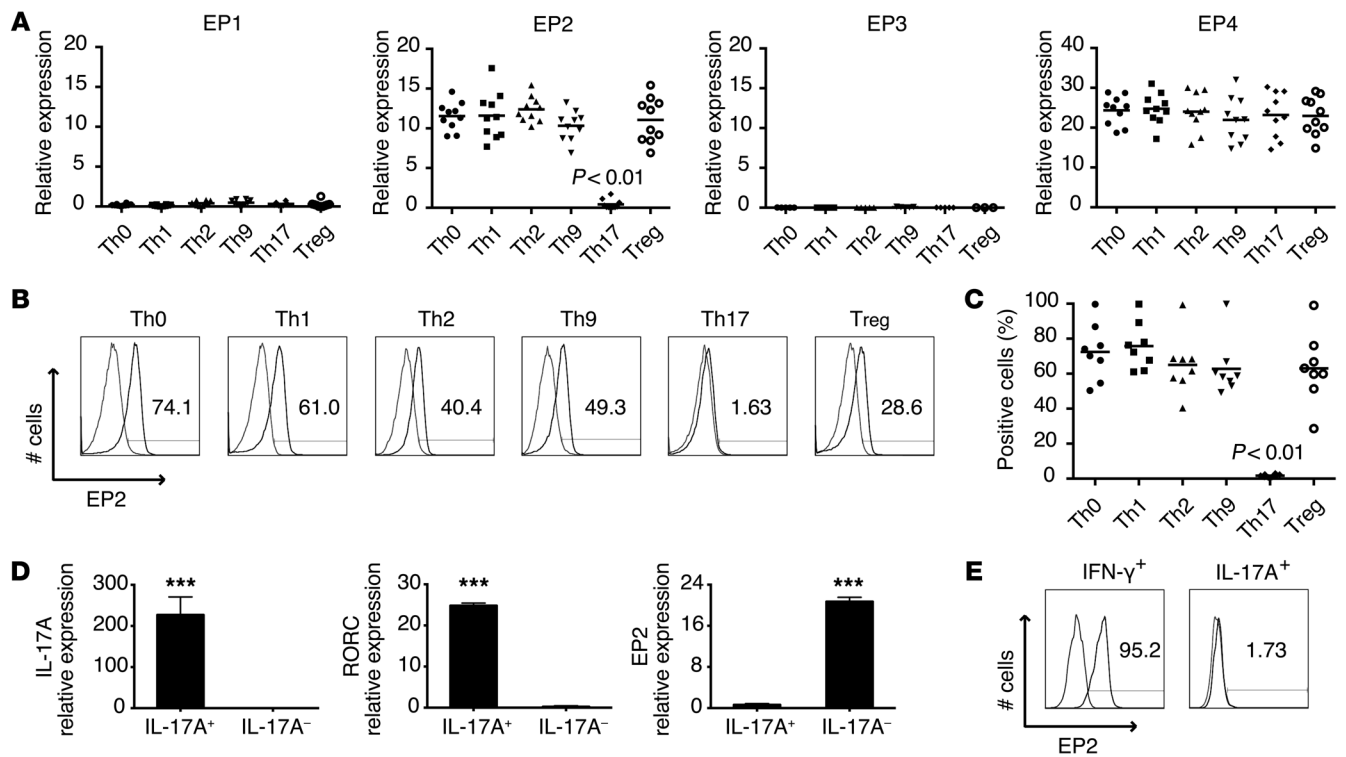 A
EP1
EP2
EP3
EP4
Relative expression
20
15
10
5
0
Th0
Th1
Th2
Th9
Th17
Treg
Relative expression
20
15
10
5
0
P < 0.01
Th0
Th1
Th2
Th9
Th17
Treg
Relative expression
20
15
10
5
0
Th0
Th1
Th2
Th9
Th17
Treg
Relative expression
40
30
20
10
0
Th0
Th1
Th2
Th9
Th17
Treg
B
Th0
Th1
Th2
Th9
Th17
Treg
74.1
61.0
40.4
49.3
1.63
28.6
# cells
EP2
C
Positive cells (%)
100
80
60
40
20
0
P < 0.01
Th0
Th1
Th2
Th9
Th17
Treg
D
IL-17A
relative expression
300
200
100
0
***
IL-17A⁺
IL-17A⁻
RORC
relative expression
30
20
10
0
***
IL-17A⁺
IL-17A⁻
EP2
relative expression
24
16
8
0
***
IL-17A⁺
IL-17A⁻
E
IFN-γ⁺
IL-17A⁺
95.2
1.73
# cells
EP2